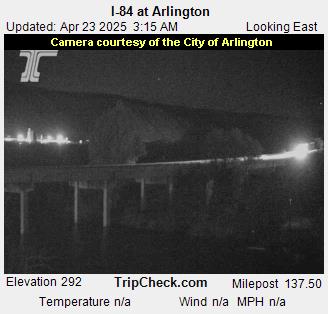 I-84 at Arlington
Updated: Apr 23 2025  3:15 AM Looking East
Camera courtesy of the City of Arlington
Elevation 292 TripCheck.com Milepost 137.50
Temperature n/a Wind n/a MPH n/a